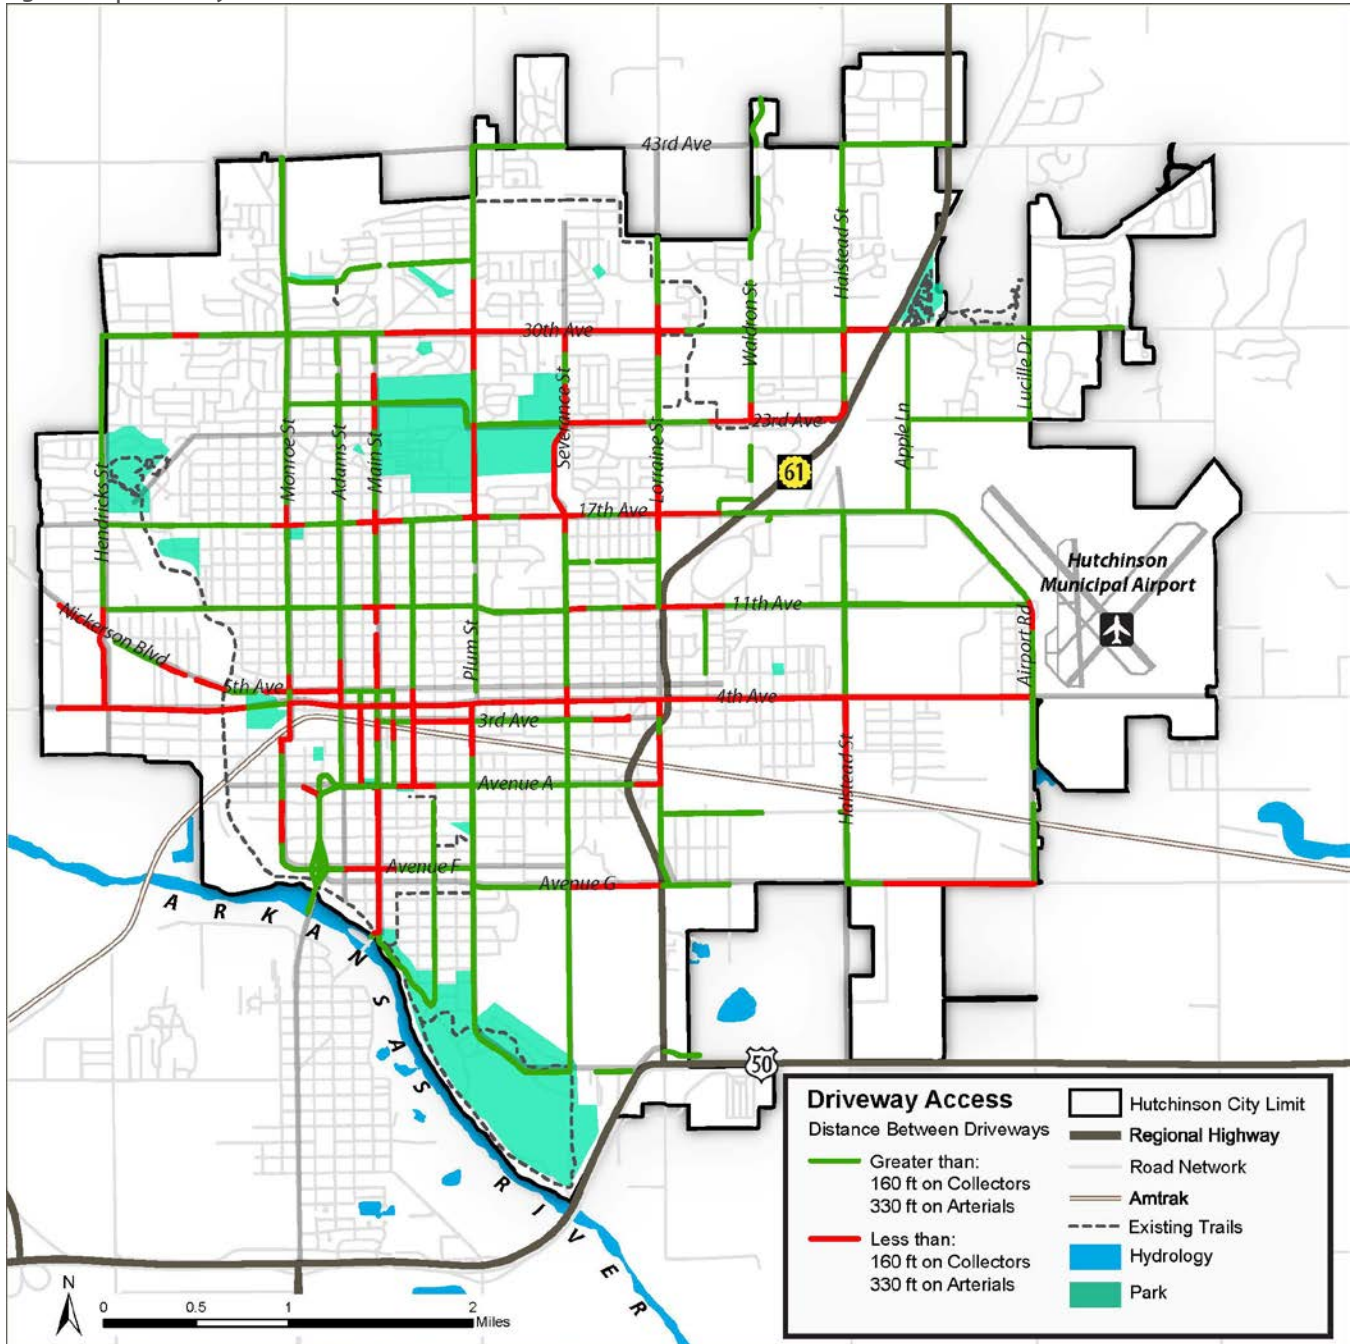 43rd Ave
Halstead St
30th Ave
Waldron St
Lucille Dr
Severance St
23rd Ave
Hendricks St
Monroe St
Adams St
Main St
Lorraine St
Apple Ln
61
17th Ave
Hutchinson
Municipal Airport
Nickerson Blvd
11th Ave
Plum St
Airport Rd
5th Ave
4th Ave
3rd Ave
Halstead St
Avenue A
Avenue F
Avenue G
ARKANSAS RIVER
50
Driveway Access
Distance Between Driveways
Greater than:
160 ft on Collectors
330 ft on Arterials
Less than:
160 ft on Collectors
330 ft on Arterials
Hutchinson City Limit
Regional Highway
Road Network
Amtrak
Existing Trails
Hydrology
Park
N
0 0.5 1 2
Miles